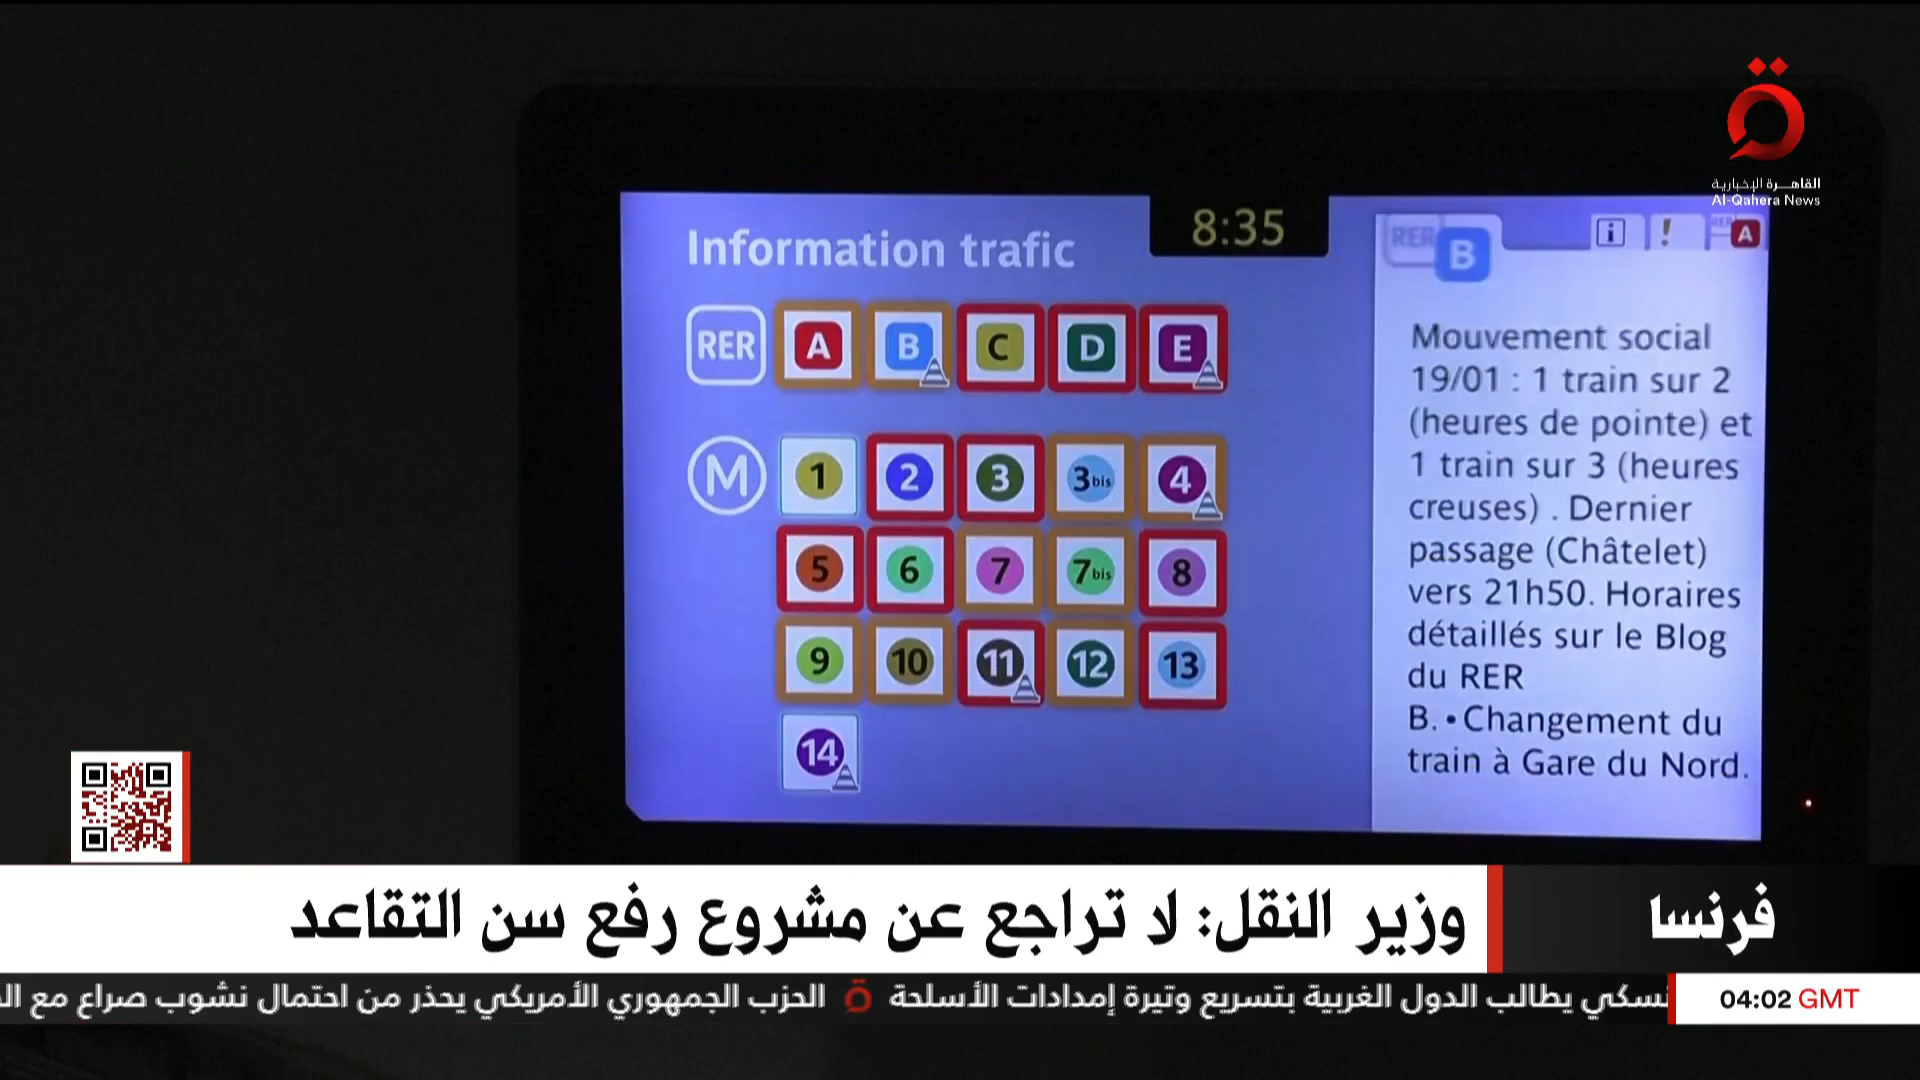 القاهرة الإخبارية
Al-Qahera News
8:35
Information trafic
RER A B C D E
M 1 2 3 3bis 4
5 6 7 7bis 8
9 10 11 12 13
14
RER B
i ! RER A
Mouvement social
19/01 : 1 train sur 2
(heures de pointe) et
1 train sur 3 (heures
creuses) . Dernier
passage (Châtelet)
vers 21h50. Horaires
détaillés sur le Blog
du RER
B. • Changement du
train à Gare du Nord.
فرنسا
وزير النقل: لا تراجع عن مشروع رفع سن التقاعد
يطالب الدول الغربية بتسريع وتيرة إمدادات الأسلحة
الحزب الجمهوري الأمريكي يحذر من احتمال نشوب صراع مع
04:02 GMT